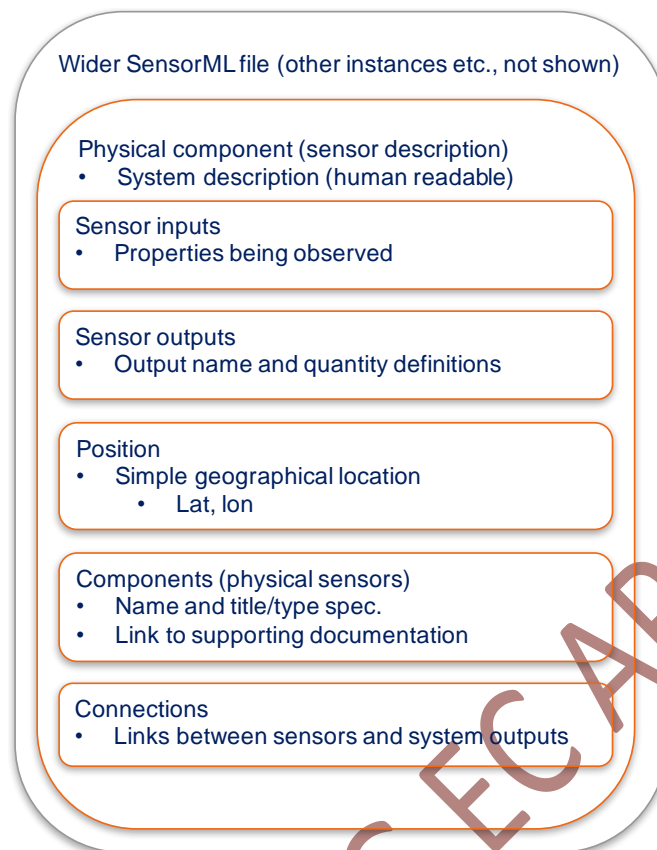 Wider SensorML file (other instances etc., not shown)
Physical component (sensor description)
• System description (human readable)
Sensor inputs
• Properties being observed
Sensor outputs
• Output name and quantity definitions
Position
• Simple geographical location
• Lat, lon
Components (physical sensors)
• Name and title/type spec.
• Link to supporting documentation
Connections
• Links between sensors and system outputs